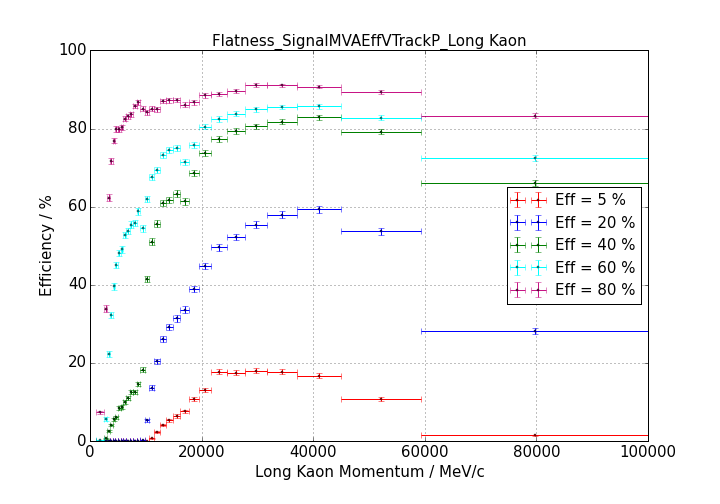 Flatness_SignalMVAEffVTrackP_Long Kaon
100
80
60
40
20
0
Efficiency / %
Eff = 5 %
Eff = 20 %
Eff = 40 %
Eff = 60 %
Eff = 80 %
0 20000 40000 60000 80000 100000
Long Kaon Momentum / MeV/c